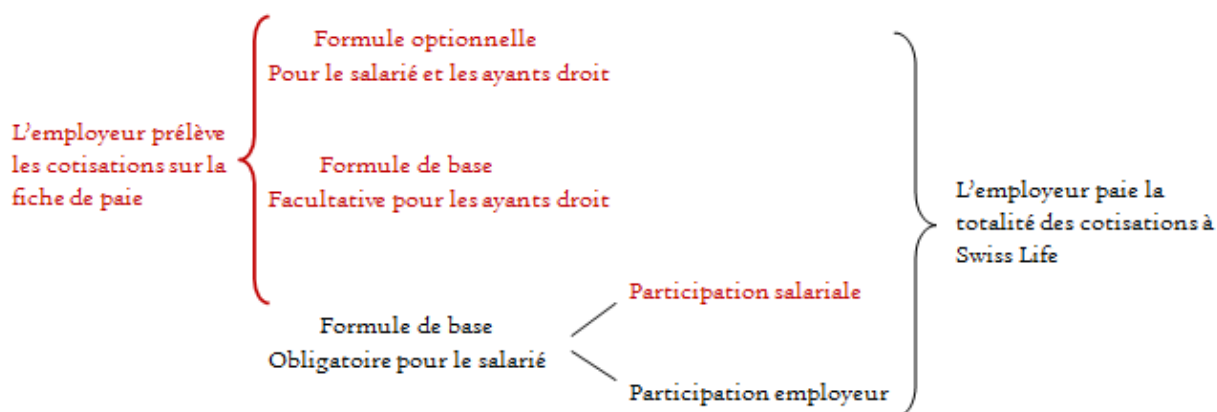 Formule optionnelle
Pour le salarié et les ayants droit
L'employeur prélève
les cotisations sur la
fiche de paie
Formule de base
Facultative pour les ayants droit
L'employeur paie la
totalité des cotisations à
Swiss Life
Participation salariale
Formule de base
Obligatoire pour le salarié
Participation employeur